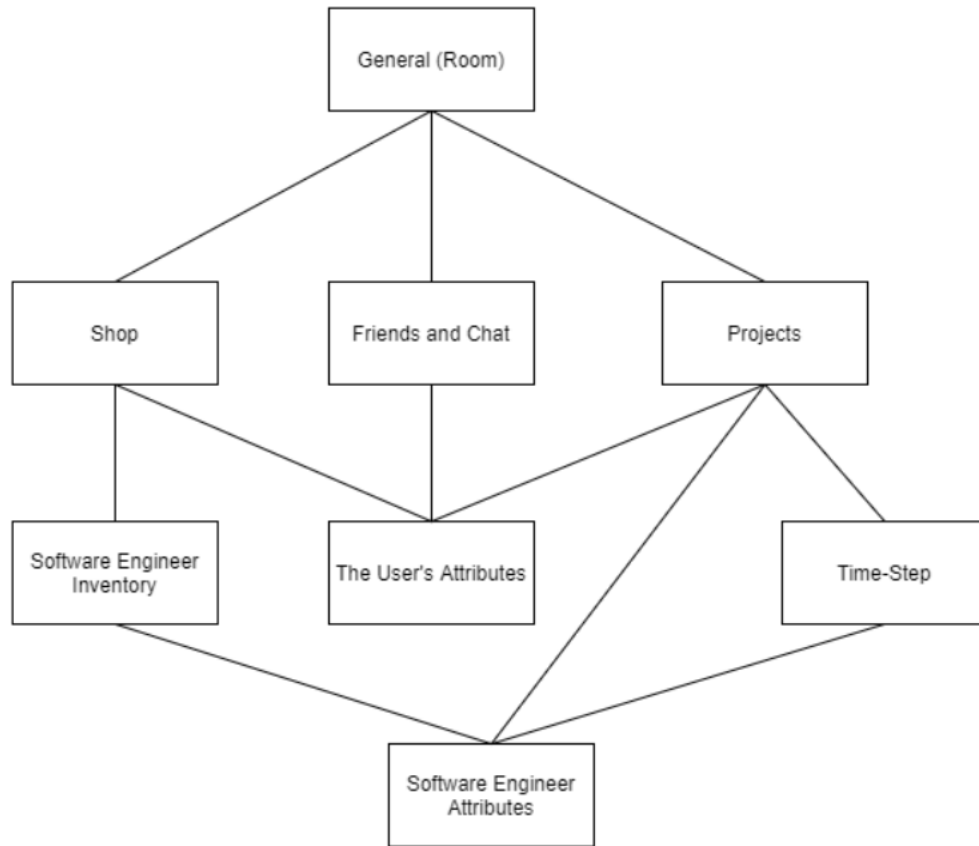 General (Room)
Shop
Friends and Chat
Projects
Software Engineer
Inventory
The User's Attributes
Time-Step
Software Engineer
Attributes